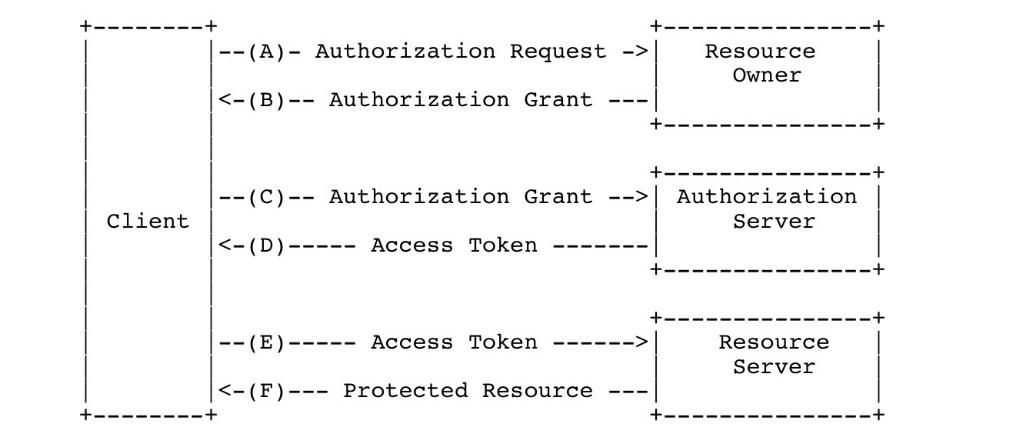 +--------+                               +---------------+
|        |--(A)- Authorization Request ->|   Resource    |
|        |                               |     Owner     |
|        |<-(B)-- Authorization Grant ---|               |
|        |                               +---------------+
|        |
|        |                               +---------------+
|        |--(C)-- Authorization Grant -->| Authorization |
| Client |                               |     Server    |
|        |<-(D)----- Access Token -------|               |
|        |                               +---------------+
|        |
|        |                               +---------------+
|        |--(E)----- Access Token ------>|    Resource   |
|        |                               |     Server    |
|        |<-(F)--- Protected Resource ---|               |
+--------+                               +---------------+